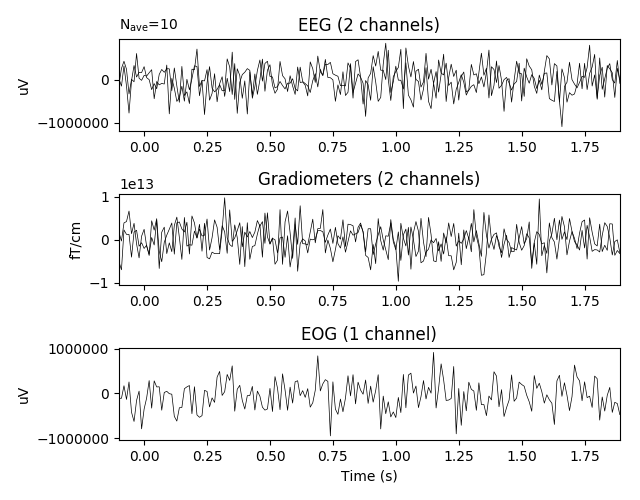 Nave=10
EEG (2 channels)
uV
0
−1000000
0.00 0.25 0.50 0.75 1.00 1.25 1.50 1.75
1e13
Gradiometers (2 channels)
fT/cm
1
0
−1
0.00 0.25 0.50 0.75 1.00 1.25 1.50 1.75
EOG (1 channel)
uV
1000000
0
−1000000
0.00 0.25 0.50 0.75 1.00 1.25 1.50 1.75
Time (s)